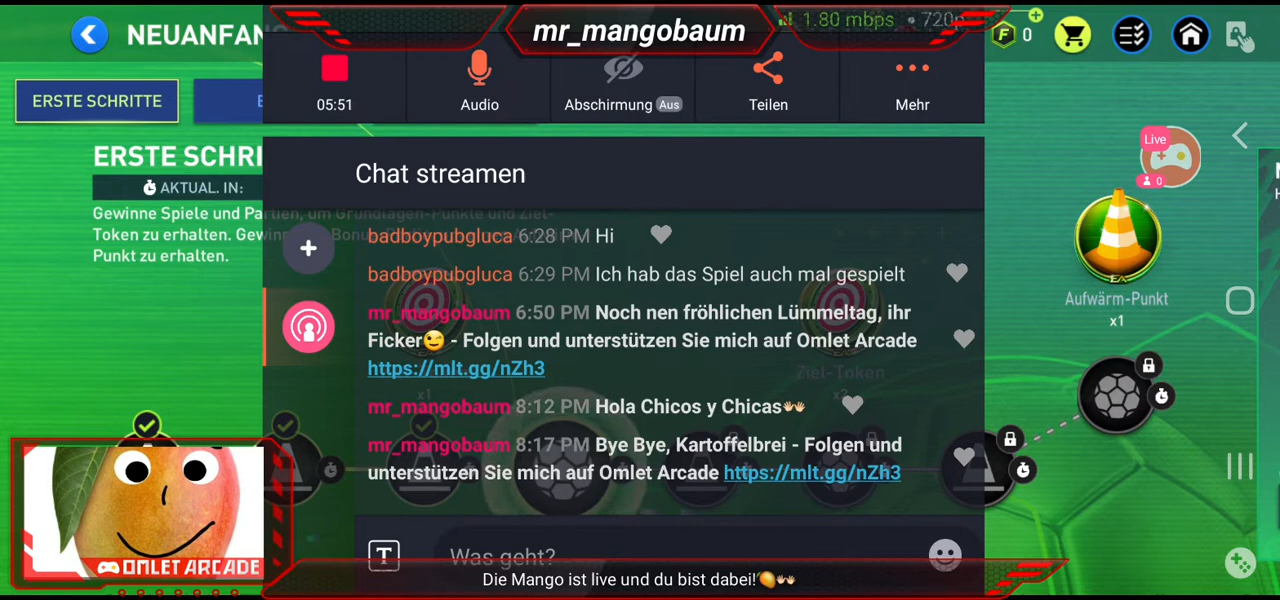 mr_mangobaum
1.80 mbps • 720p
NEUANFAN
F 0
05:51
Audio
Abschirmung Aus
Teilen
Mehr
ERSTE SCHRITTE
E
ERSTE SCHRI
AKTUAL. IN:
Gewinne Spiele und Partien, um Grundlagen-Punkte und Ziel-
Token zu erhalten. Gewinne Bonus
Punkt zu erhalten.
Chat streamen
badboypubgluca 6:28 PM Hi
badboypubgluca 6:29 PM Ich hab das Spiel auch mal gespielt
mr_mangobaum 6:50 PM Noch nen fröhlichen Lümmeltag, ihr
Ficker😉 - Folgen und unterstützen Sie mich auf Omlet Arcade
https://mlt.gg/nZh3
mr_mangobaum 8:12 PM Hola Chicos y Chicas👐🏻
mr_mangobaum 8:17 PM Bye Bye, Kartoffelbrei - Folgen und
unterstützen Sie mich auf Omlet Arcade https://mlt.gg/nZh3
Ziel-Token
x1
Live
0
EA
Aufwärm-Punkt
x1
T
Was geht?
OMLET ARCADE
Die Mango ist live und du bist dabei!🥭👐🏻